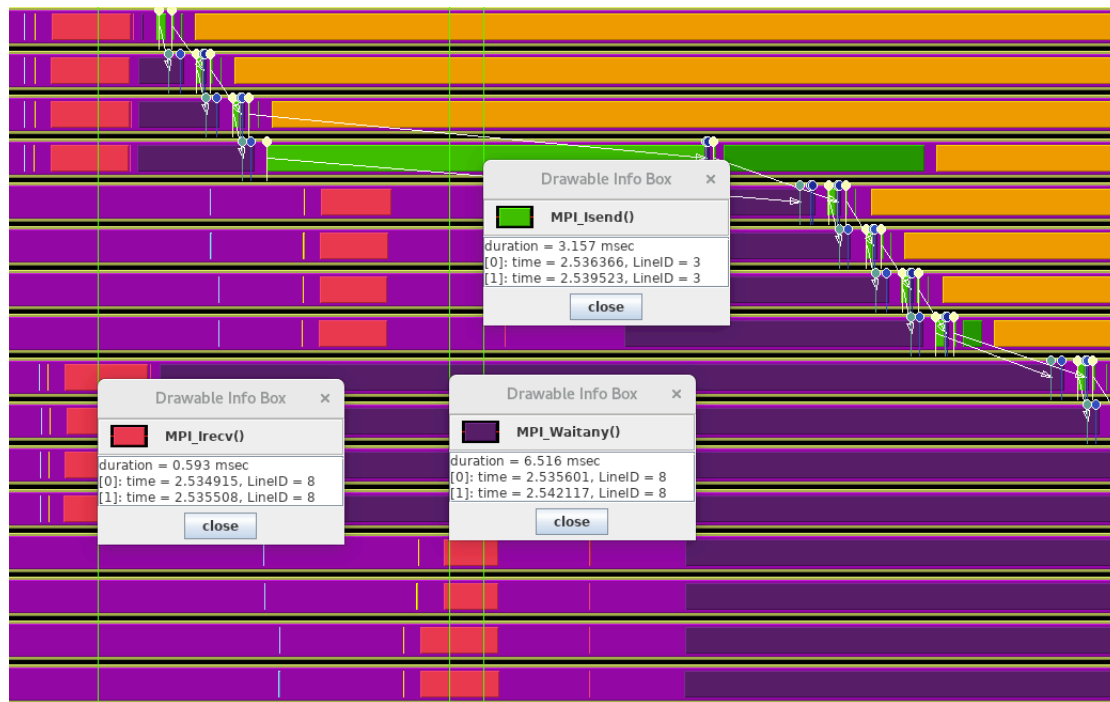 Drawable Info Box ×
MPI_Isend()
duration = 3.157 msec
[0]: time = 2.536366, LineID = 3
[1]: time = 2.539523, LineID = 3
close
Drawable Info Box ×
MPI_Irecv()
duration = 0.593 msec
[0]: time = 2.534915, LineID = 8
[1]: time = 2.535508, LineID = 8
close
Drawable Info Box ×
MPI_Waitany()
duration = 6.516 msec
[0]: time = 2.535601, LineID = 8
[1]: time = 2.542117, LineID = 8
close